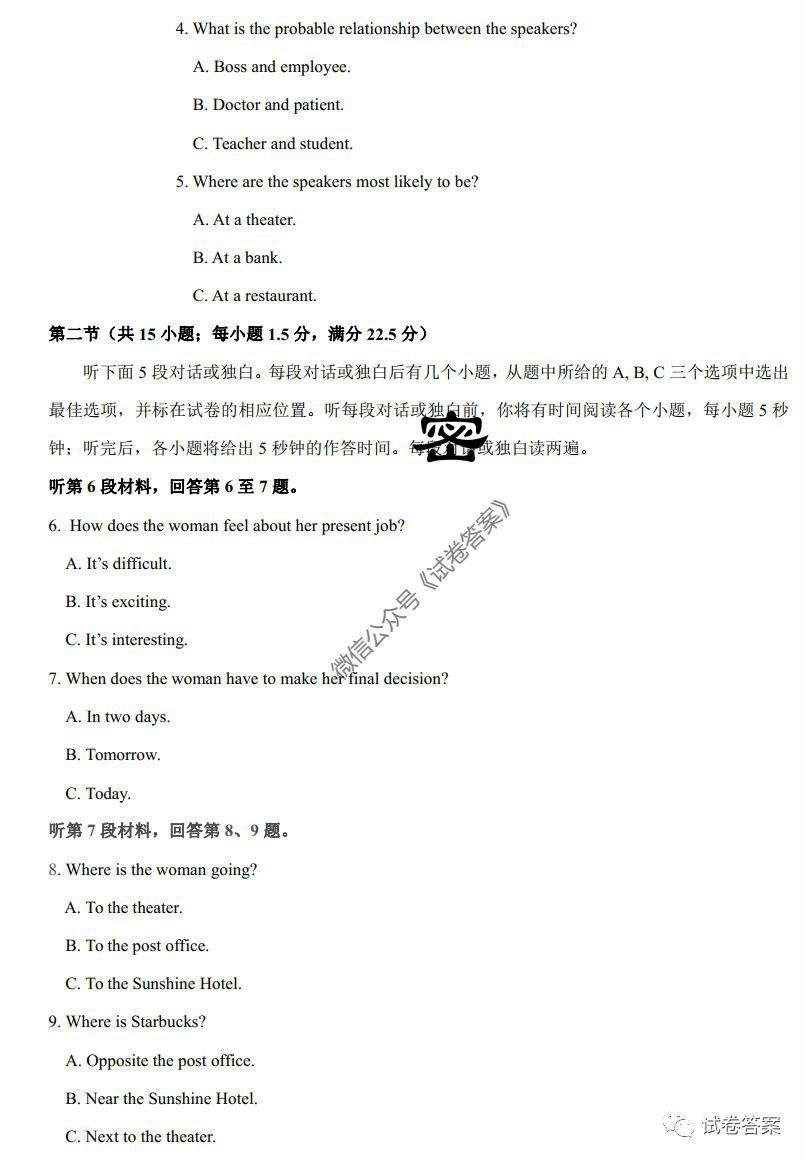 4. What is the probable relationship between the speakers?
A. Boss and employee.
B. Doctor and patient.
C. Teacher and student.
5. Where are the speakers most likely to be?
A. At a theater.
B. At a bank.
C. At a restaurant.
第二节（共 15 小题；每小题 1.5 分，满分 22.5 分）
听下面 5 段对话或独白。每段对话或独白后有几个小题，从题中所给的 A, B, C 三个选项中选出
最佳选项，并标在试卷的相应位置。听每段对话或独白前，你将有时间阅读各个小题，每小题 5 秒
钟；听完后，各小题将给出 5 秒钟的作答时间。每段对话或独白读两遍。
密
听第 6 段材料，回答第 6 至 7 题。
6. How does the woman feel about her present job?
A. It’s difficult.
B. It’s exciting.
C. It’s interesting.
微信公众号《试卷答案》
7. When does the woman have to make her final decision?
A. In two days.
B. Tomorrow.
C. Today.
听第 7 段材料，回答第 8、9 题。
8. Where is the woman going?
A. To the theater.
B. To the post office.
C. To the Sunshine Hotel.
9. Where is Starbucks?
A. Opposite the post office.
B. Near the Sunshine Hotel.
C. Next to the theater.
试卷答案